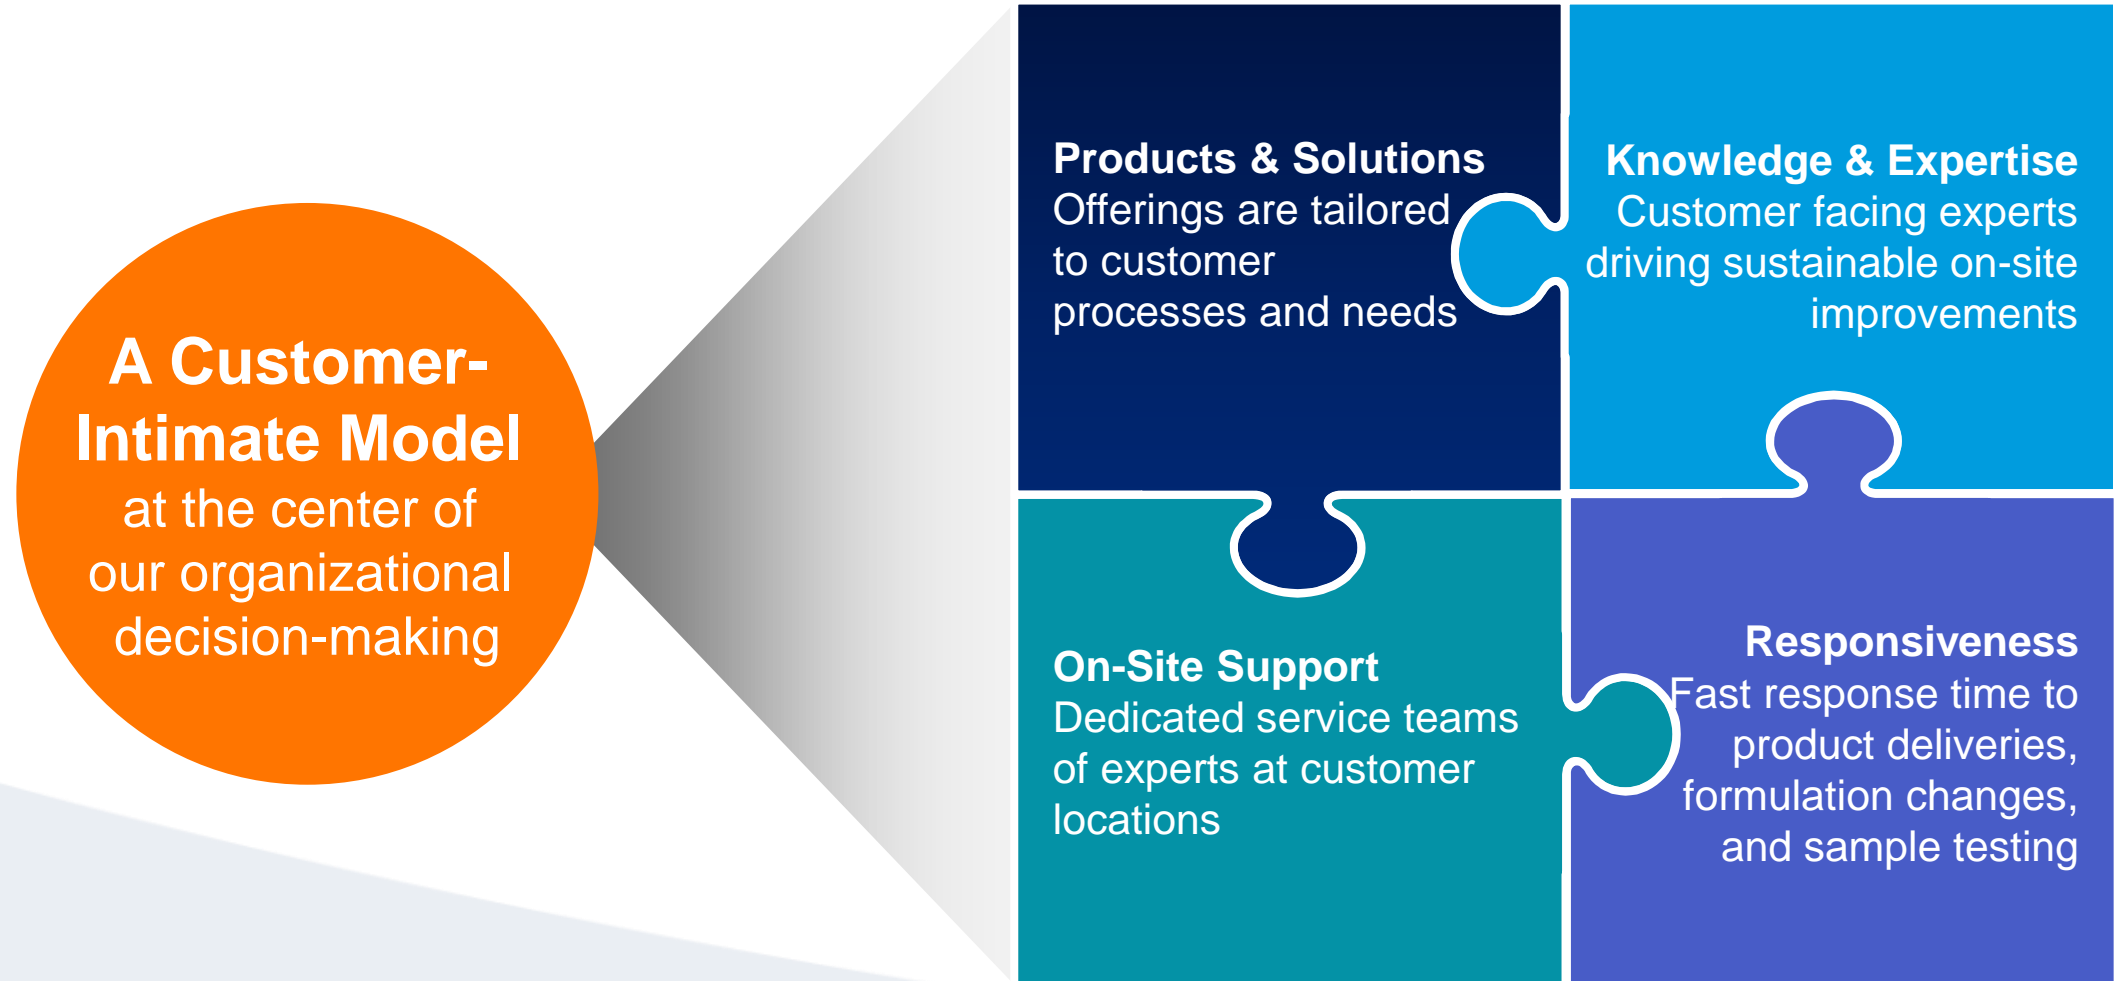 A Customer-
Intimate Model
at the center of
our organizational
decision-making
Products & Solutions
Offerings are tailored
to customer
processes and needs
Knowledge & Expertise
Customer facing experts
driving sustainable on-site
improvements
On-Site Support
Dedicated service teams
of experts at customer
locations
Responsiveness
Fast response time to
product deliveries,
formulation changes,
and sample testing